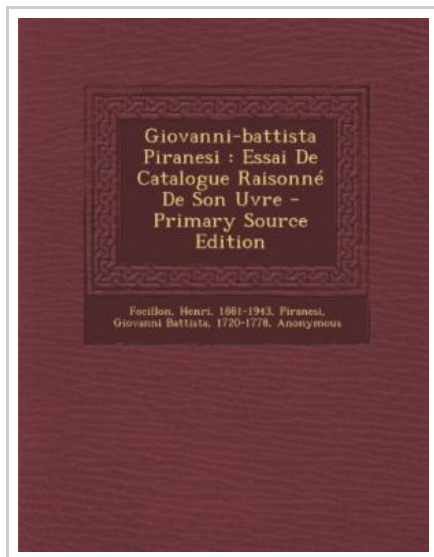 Giovanni-battista
Piranesi : Essai De
Catalogue Raisonné
De Son Uvre -
Primary Source
Edition
Focillon, Henri, 1881-1943, Piranesi,
Giovanni Battista, 1720-1778, Anonymous